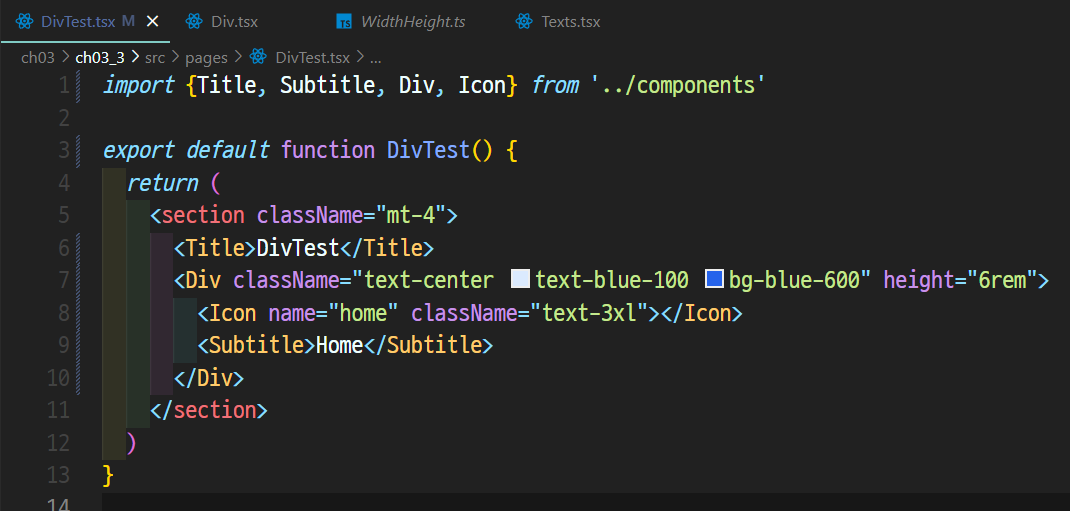 DivTest.tsx M ✕ Div.tsx TS WidthHeight.ts Texts.tsx
ch03 > ch03_3 > src > pages > DivTest.tsx > ...
1 import {Title, Subtitle, Div, Icon} from '../components'
2
3 export default function DivTest() {
4 return (
5 <section className="mt-4">
6 <Title>DivTest</Title>
7 <Div className="text-center text-blue-100 bg-blue-600" height="6rem">
8 <Icon name="home" className="text-3xl"></Icon>
9 <Subtitle>Home</Subtitle>
10 </Div>
11 </section>
12 )
13 }
14